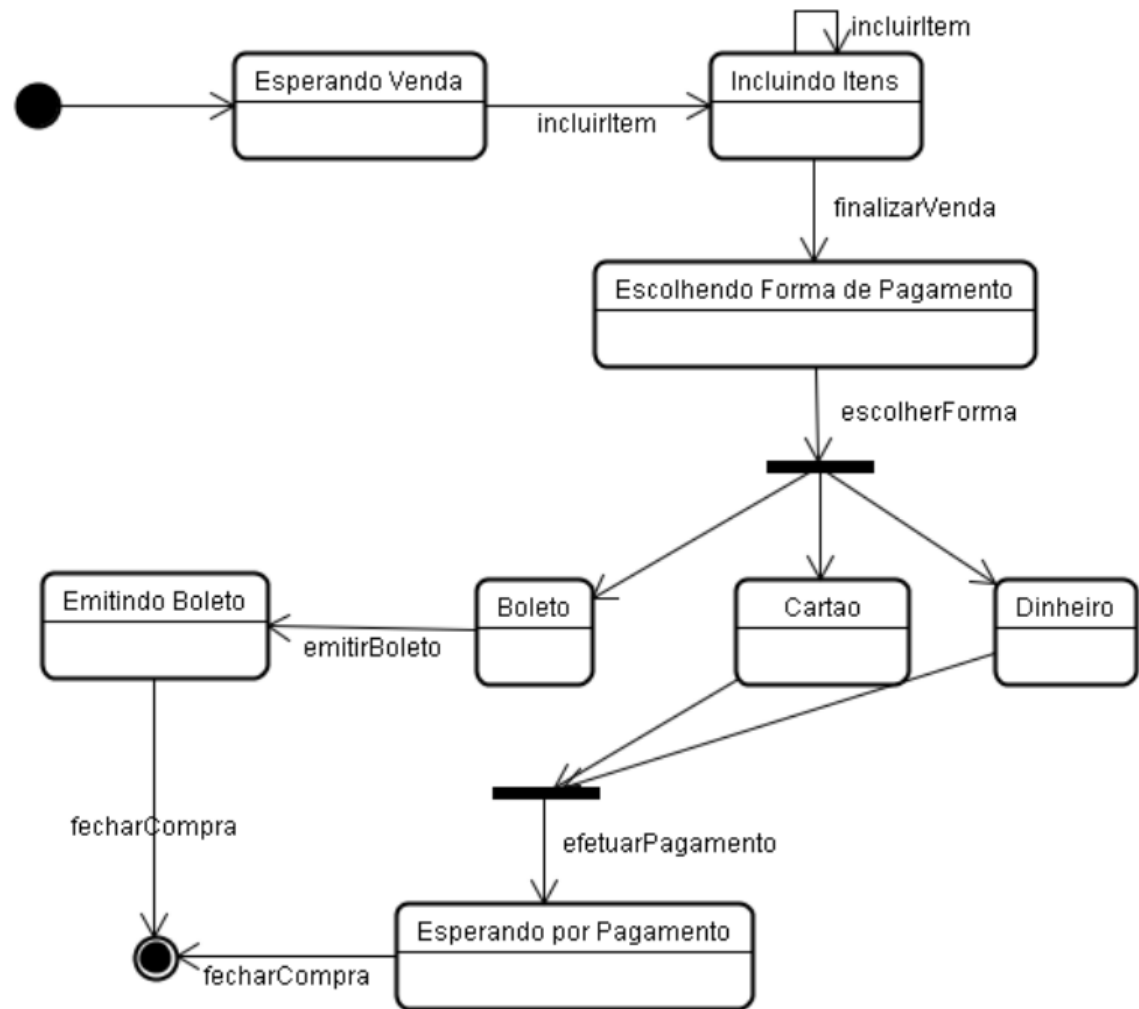 incluirItem
Esperando Venda
Incluindo Itens
incluirItem
finalizarVenda
Escolhendo Forma de Pagamento
escolherForma
Emitindo Boleto
Boleto
Cartao
Dinheiro
emitirBoleto
fecharCompra
efetuarPagamento
Esperando por Pagamento
fecharCompra